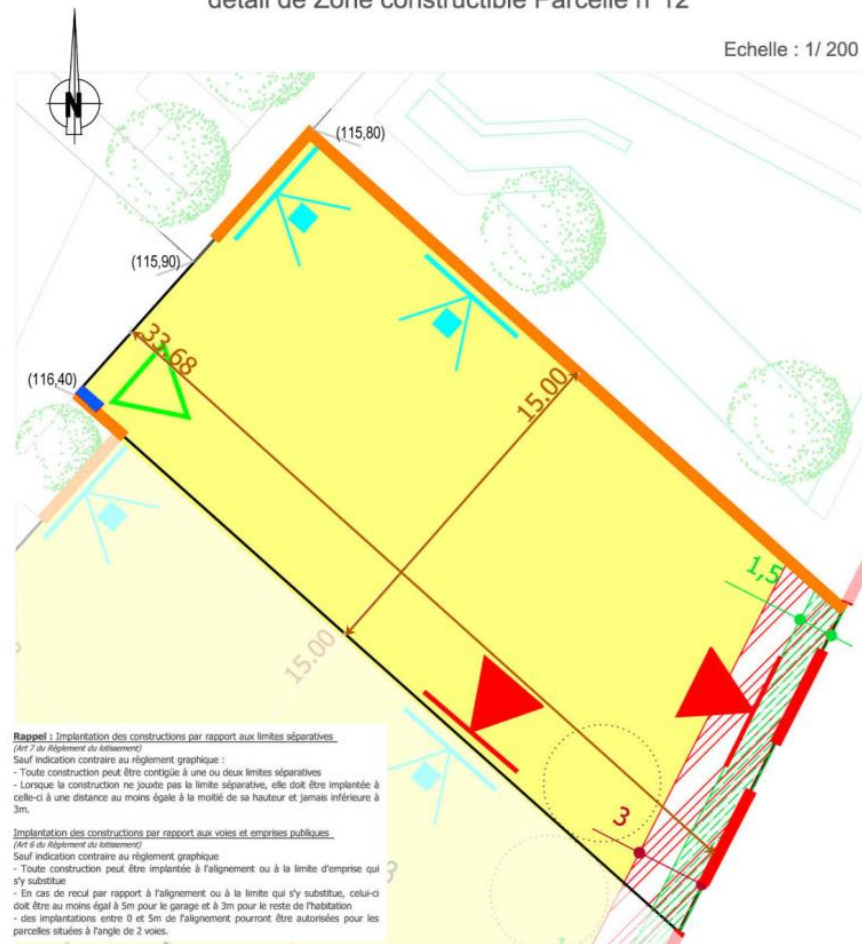 détail de Zone constructible Parcelle n°12
Echelle : 1/ 200
N
(115,80)
(115,90)
33.68
(116,40)
15.00
1,5
15.00
3
Rappel : Implantation des constructions par rapport aux limites séparatives
(Art 7 du Règlement du lotissement)
Sauf indication contraire au règlement graphique :
- Toute construction peut être contigüe à une ou deux limites séparatives
- Lorsque la construction ne jouxte pas la limite séparative, elle doit être implantée à
celle-ci à une distance au moins égale à la moitié de sa hauteur et jamais inférieure à
3m.
Implantation des constructions par rapport aux voies et emprises publiques
(Art 6 du Règlement du lotissement)
Sauf indication contraire au règlement graphique
- Toute construction peut être implantée à l'alignement ou à la limite d'emprise qui
s'y substitue
- En cas de recul par rapport à l'alignement ou à la limite qui s'y substitue, celui-ci
doit être au moins égal à 5m pour le garage et à 3m pour le reste de l'habitation
- des implantations entre 0 et 5m de l'alignement pourront être autorisées pour les
parcelles situées à l'angle de 2 voies.